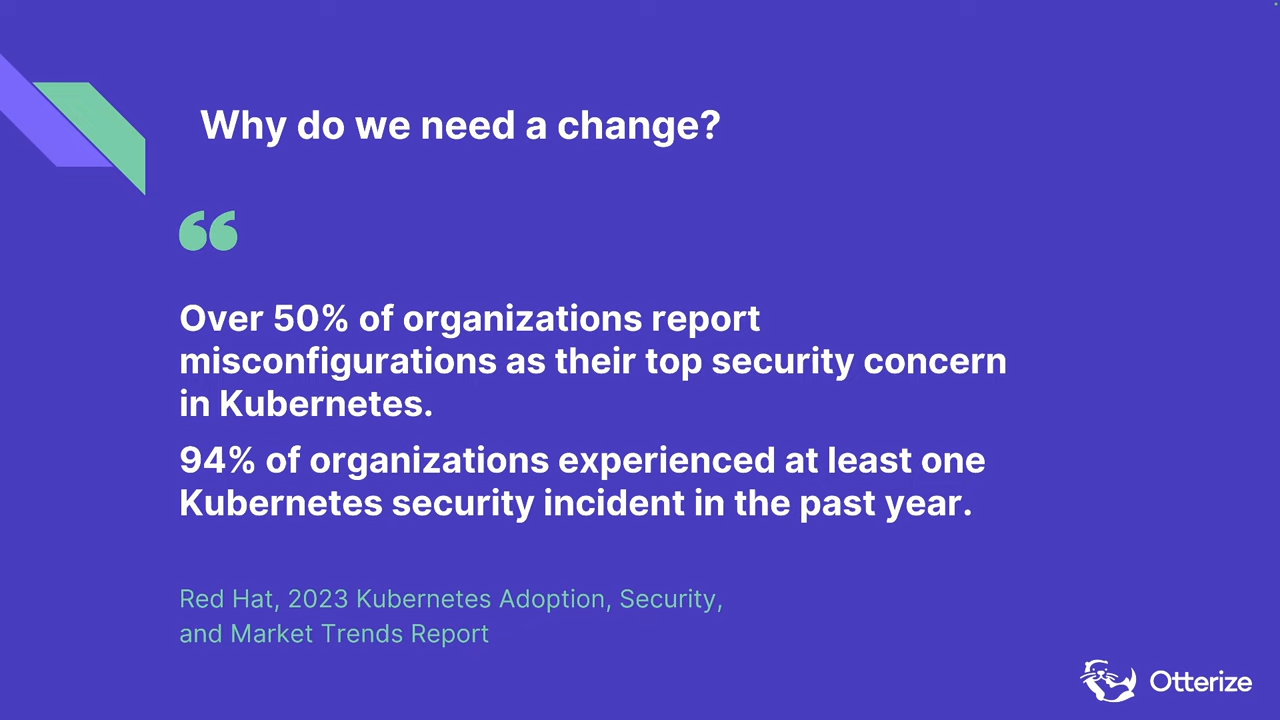 Why do we need a change?
“
Over 50% of organizations report
misconfigurations as their top security concern
in Kubernetes.
94% of organizations experienced at least one
Kubernetes security incident in the past year.
Red Hat, 2023 Kubernetes Adoption, Security,
and Market Trends Report
Otterize